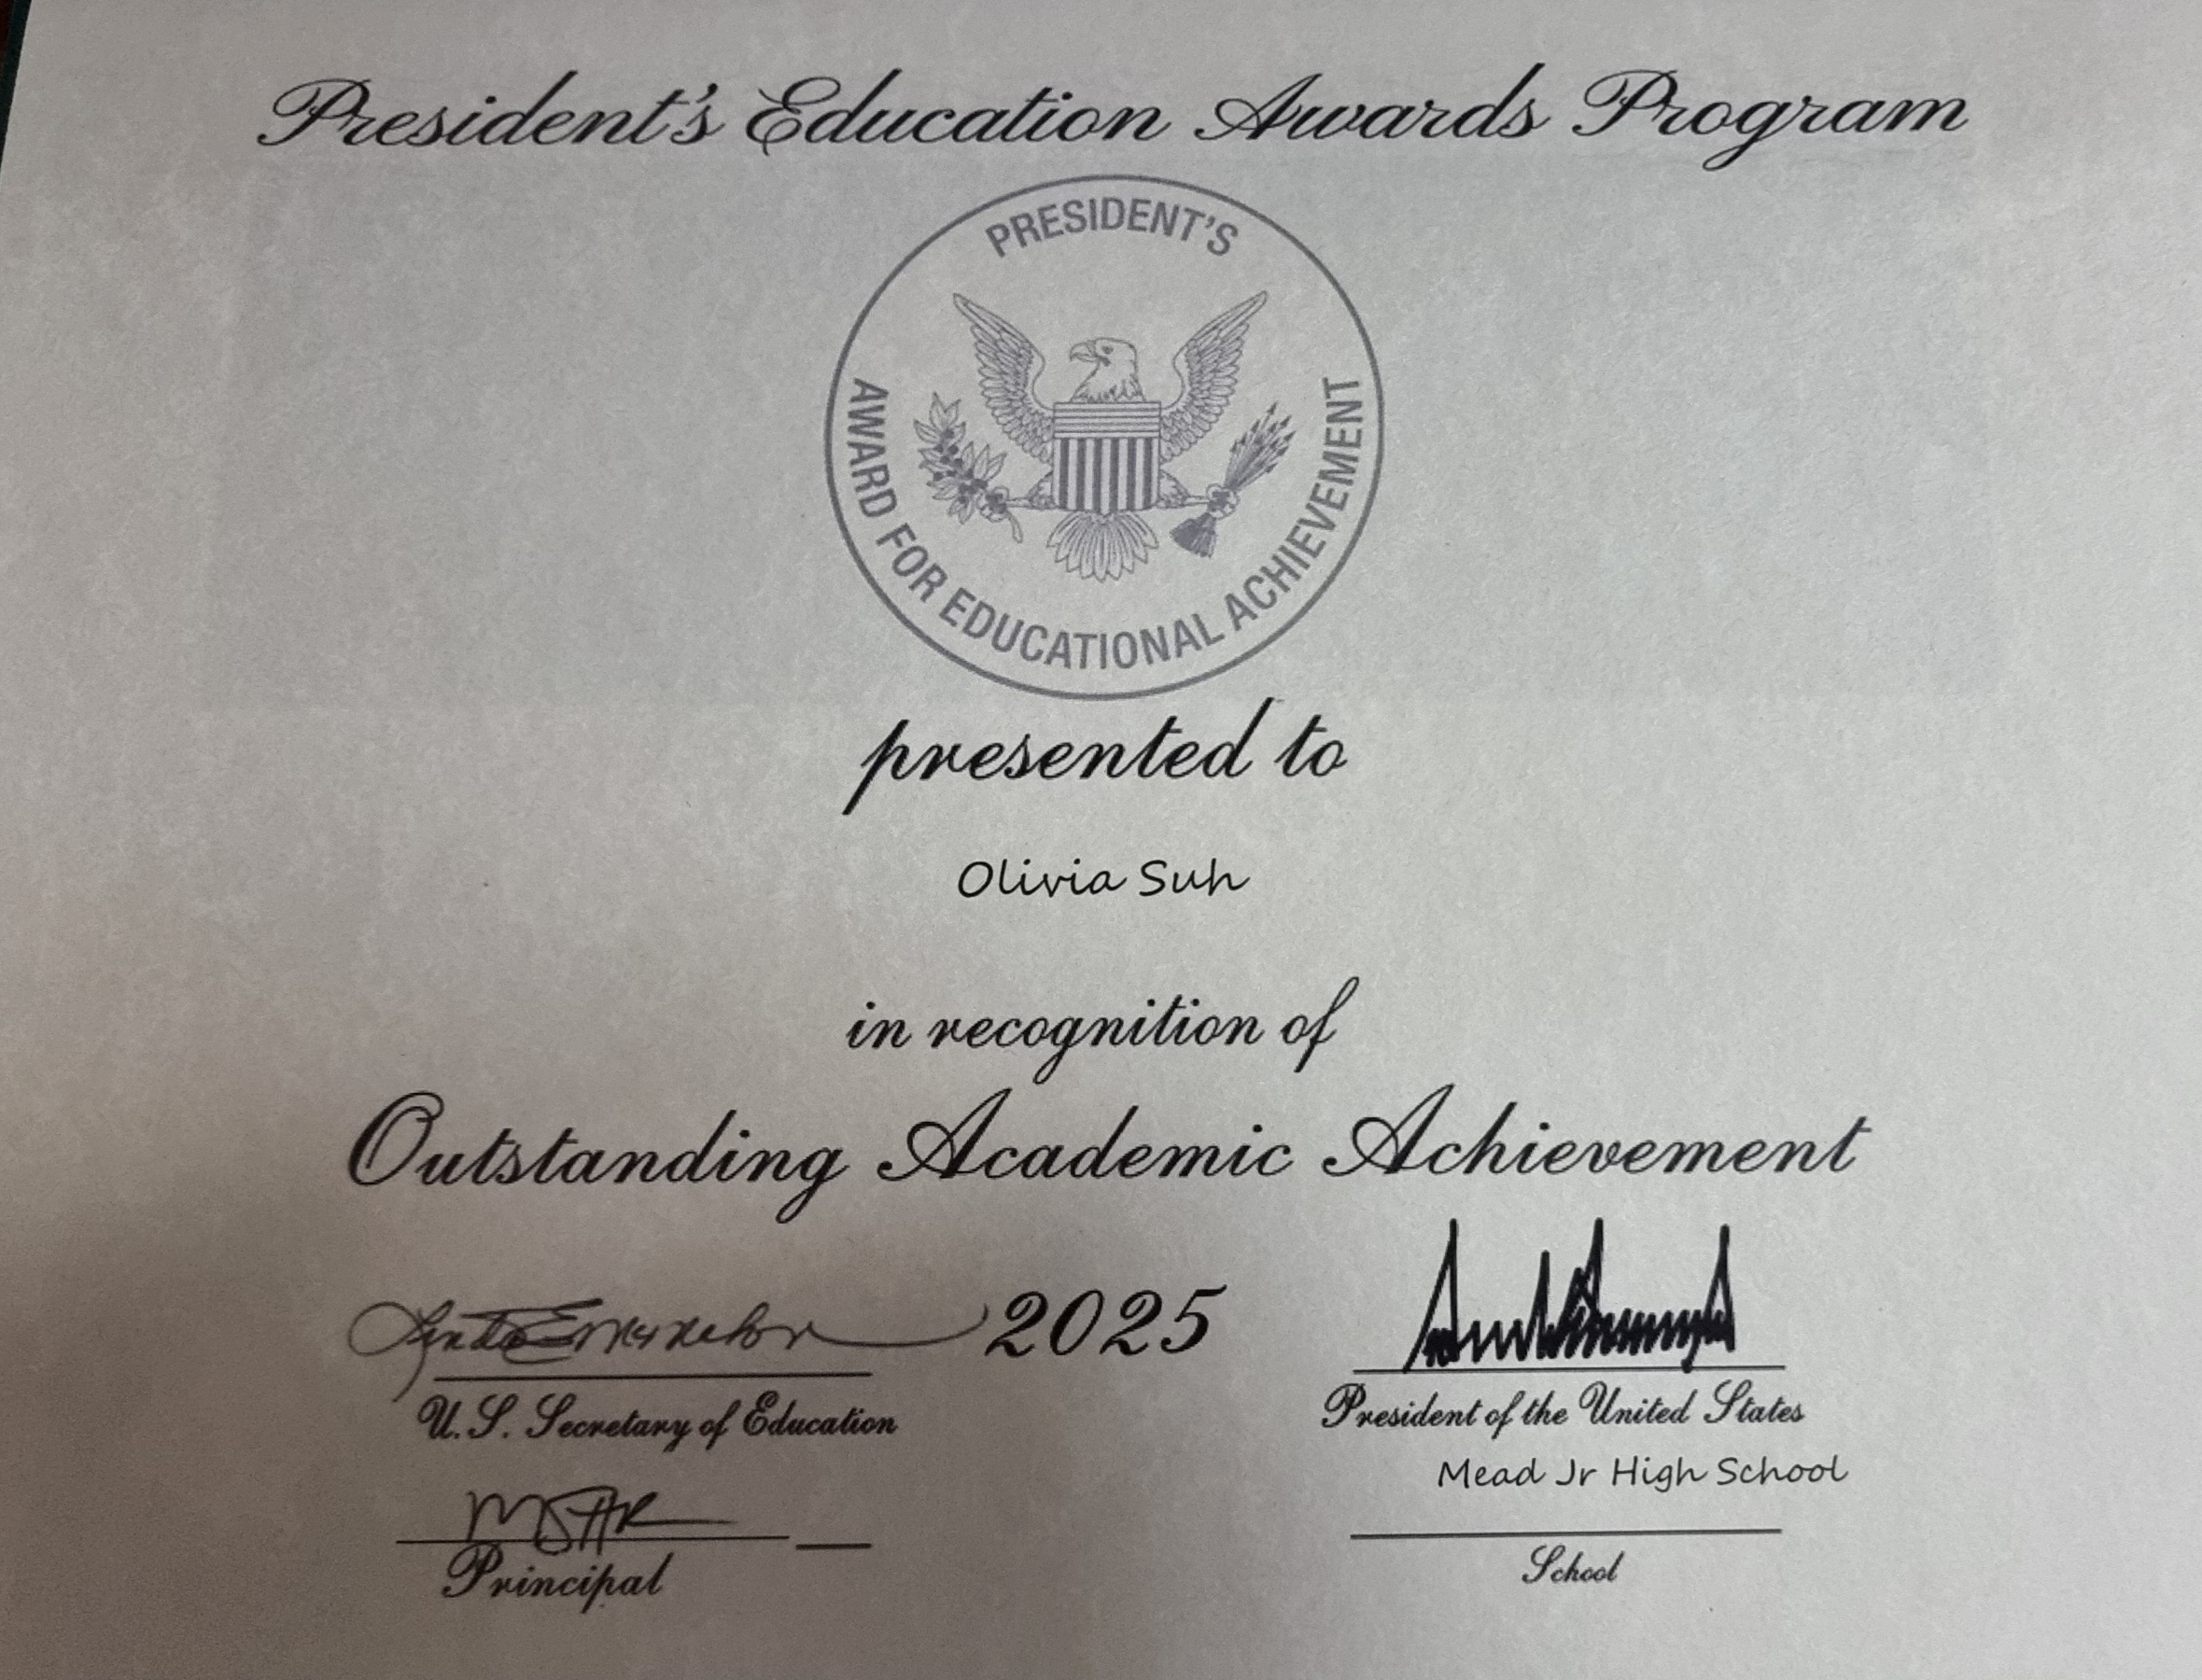 President's Education Awards Program
PRESIDENT'S
AWARD FOR EDUCATIONAL ACHIEVEMENT
presented to
Olivia Suh
in recognition of
Outstanding Academic Achievement
2025
U.S. Secretary of Education
President of the United States
Mead Jr High School
Principal
School